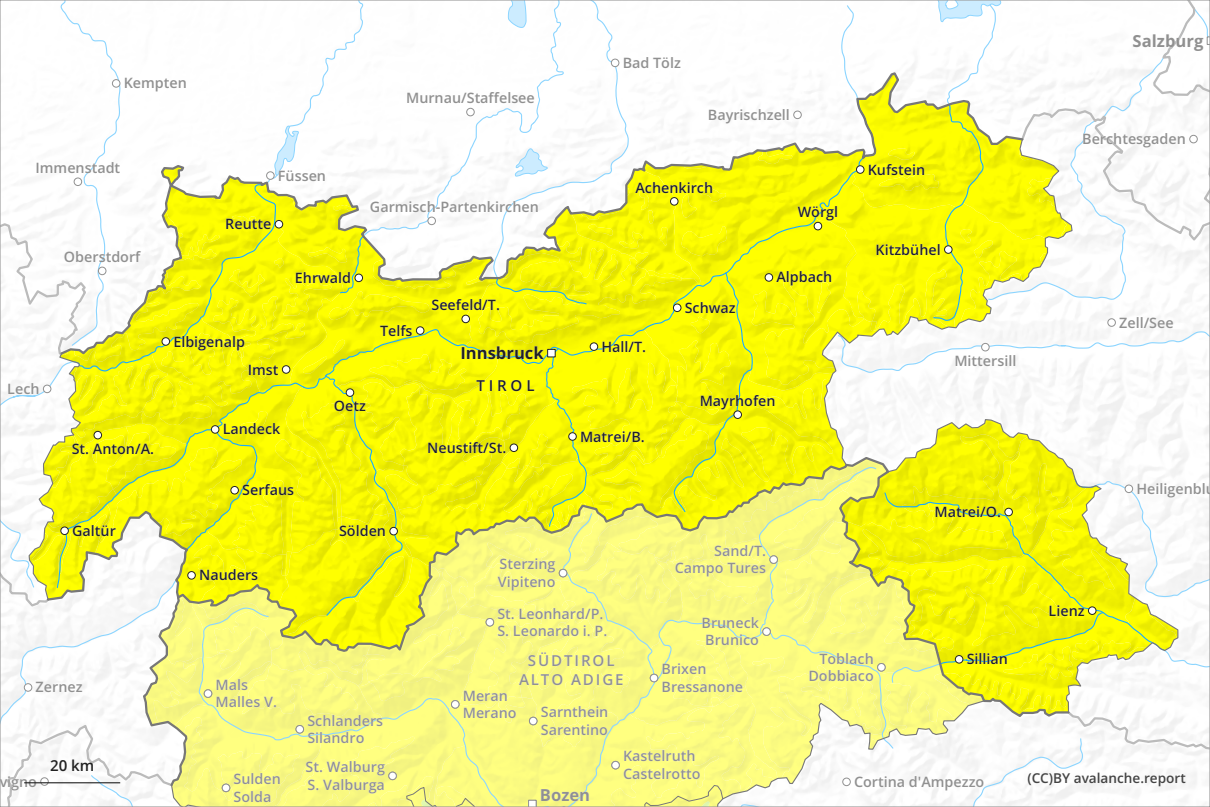 Salzburg
Bad Tölz
Kempten
Murnau/Staffelsee
Bayrischzell
Berchtesgaden
Immenstadt
Füssen
Kufstein
Achenkirch
Garmisch-Partenkirchen
Wörgl
Reutte
Kitzbühel
Oberstdorf
Ehrwald
Alpbach
Seefeld/T.
Schwaz
Zell/See
Telfs
Elbigenalp
Innsbruck
Hall/T.
Mittersill
Imst
TIROL
Lech
Oetz
Mayrhofen
Landeck
Matrei/B.
St. Anton/A.
Neustift/St.
Serfaus
Heiligenblu
Matrei/O.
Galtür
Sölden
Sand/T.
Campo Tures
Sterzing
Vipiteno
Nauders
Lienz
St. Leonhard/P.
S. Leonardo i. P.
Bruneck
Brunico
SÜDTIROL
ALTO ADIGE
Sillian
Toblach
Dobbiaco
Brixen
Bressanone
Zernez
Mals
Malles V.
Meran
Merano
Sarnthein
Sarentino
Schlanders
Silandro
Kastelruth
Castelrotto
20 km
St. Walburg
S. Valburga
vigno
Sulden
Solda
Cortina d'Ampezzo
(CC)BY avalanche.report
Bozen